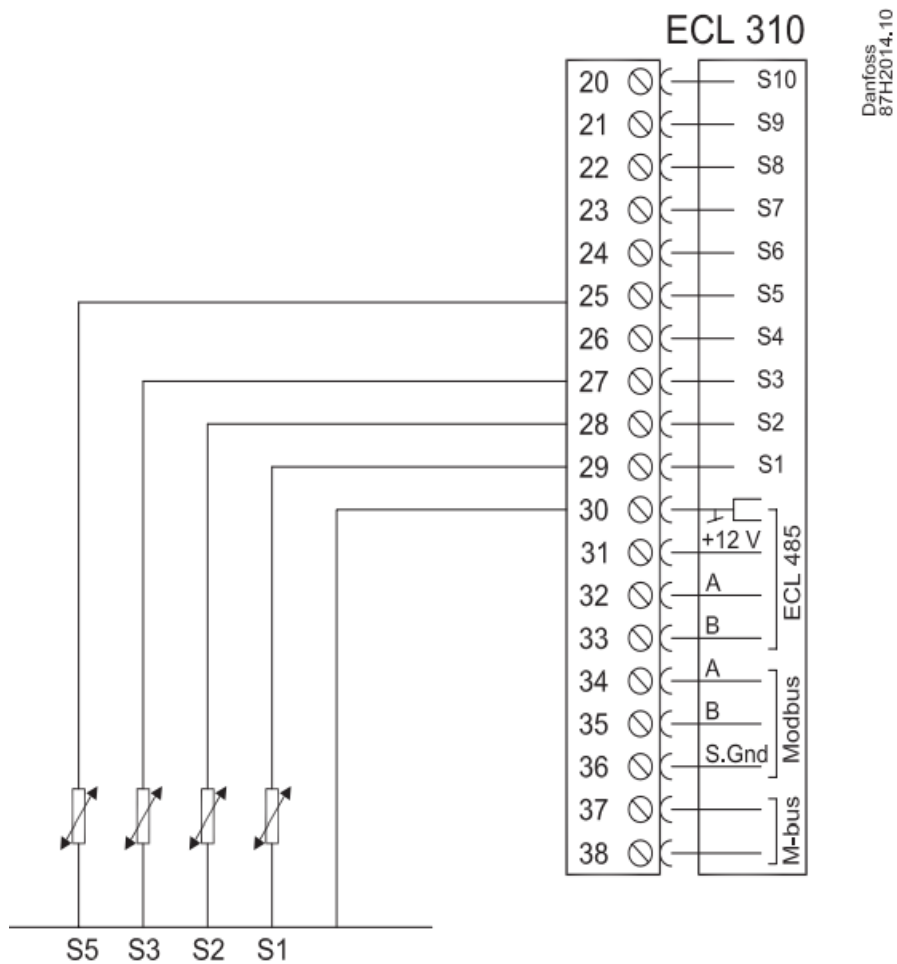 ECL 310
Danfoss
87H2014.10
20 S10
21 S9
22 S8
23 S7
24 S6
25 S5
26 S4
27 S3
28 S2
29 S1
30
31 +12 V
32 A
33 B
ECL 485
34 A
35 B
36 S.Gnd
Modbus
37
38
M-bus
S5 S3 S2 S1